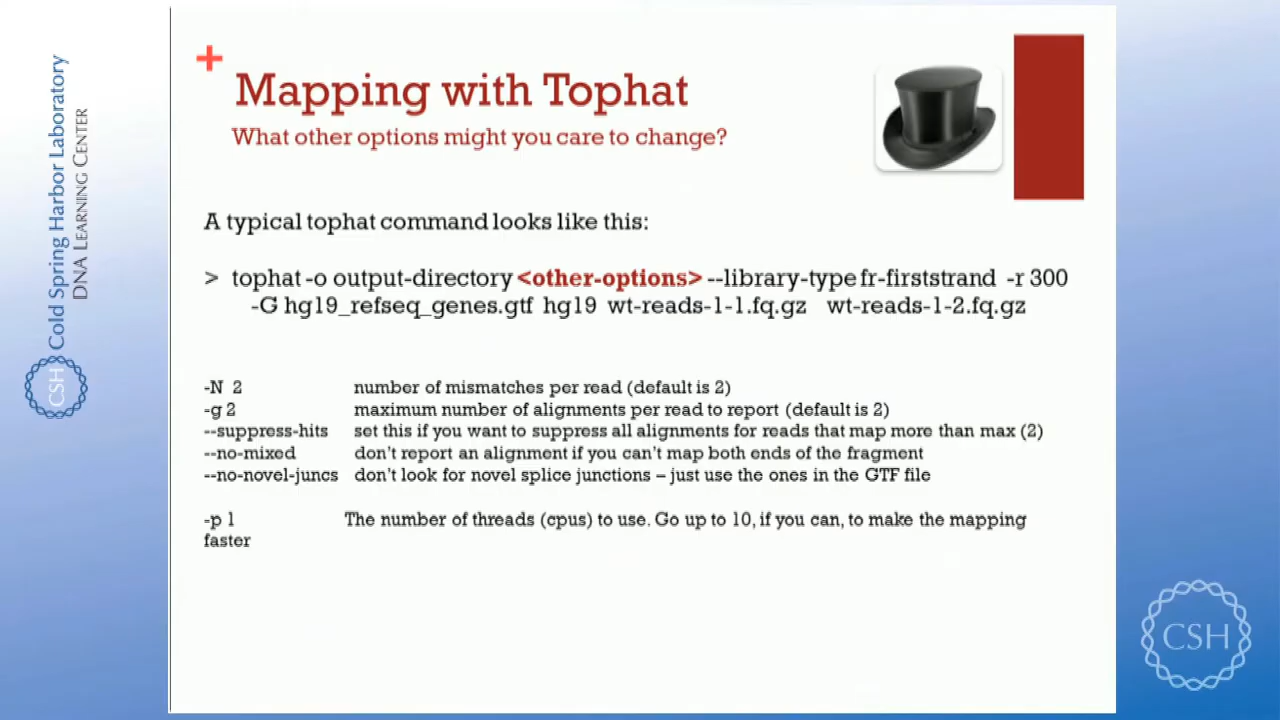 Cold Spring Harbor Laboratory
DNA LEARNING CENTER
CSH
+
Mapping with Tophat
What other options might you care to change?
A typical tophat command looks like this:
> tophat -o output-directory <other-options> --library-type fr-firststrand -r 300
-G hg19_refseq_genes.gtf hg19 wt-reads-1-1.fq.gz wt-reads-1-2.fq.gz
-N 2 number of mismatches per read (default is 2)
-g 2 maximum number of alignments per read to report (default is 2)
--suppress-hits set this if you want to suppress all alignments for reads that map more than max (2)
--no-mixed don't report an alignment if you can't map both ends of the fragment
--no-novel-juncs don't look for novel splice junctions – just use the ones in the GTF file
-p 1 The number of threads (cpus) to use. Go up to 10, if you can, to make the mapping
faster
CSH